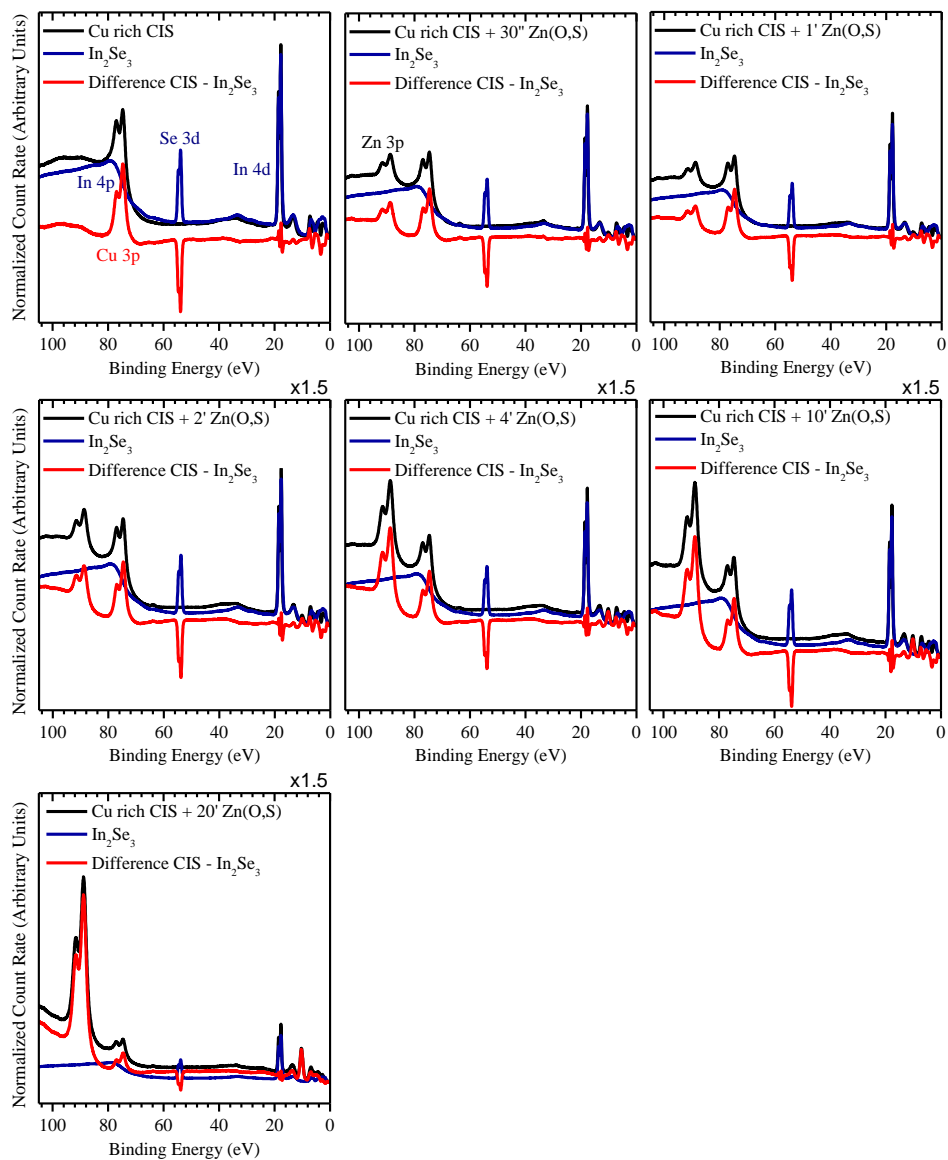 Normalized Count Rate (Arbitrary Units)
Cu rich CIS
In₂Se₃
Difference CIS - In₂Se₃
Se 3d
In 4d
In 4p
Cu 3p
100 80 60 40 20 0
Binding Energy (eV)
Cu rich CIS + 30" Zn(O,S)
In₂Se₃
Difference CIS - In₂Se₃
Zn 3p
100 80 60 40 20 0
Binding Energy (eV)
Cu rich CIS + 1' Zn(O,S)
In₂Se₃
Difference CIS - In₂Se₃
100 80 60 40 20 0
Binding Energy (eV)
Normalized Count Rate (Arbitrary Units)
x1.5
Cu rich CIS + 2' Zn(O,S)
In₂Se₃
Difference CIS - In₂Se₃
100 80 60 40 20 0
Binding Energy (eV)
x1.5
Cu rich CIS + 4' Zn(O,S)
In₂Se₃
Difference CIS - In₂Se₃
100 80 60 40 20 0
Binding Energy (eV)
x1.5
Cu rich CIS + 10' Zn(O,S)
In₂Se₃
Difference CIS - In₂Se₃
100 80 60 40 20 0
Binding Energy (eV)
Normalized Count Rate (Arbitrary Units)
x1.5
Cu rich CIS + 20' Zn(O,S)
In₂Se₃
Difference CIS - In₂Se₃
100 80 60 40 20 0
Binding Energy (eV)